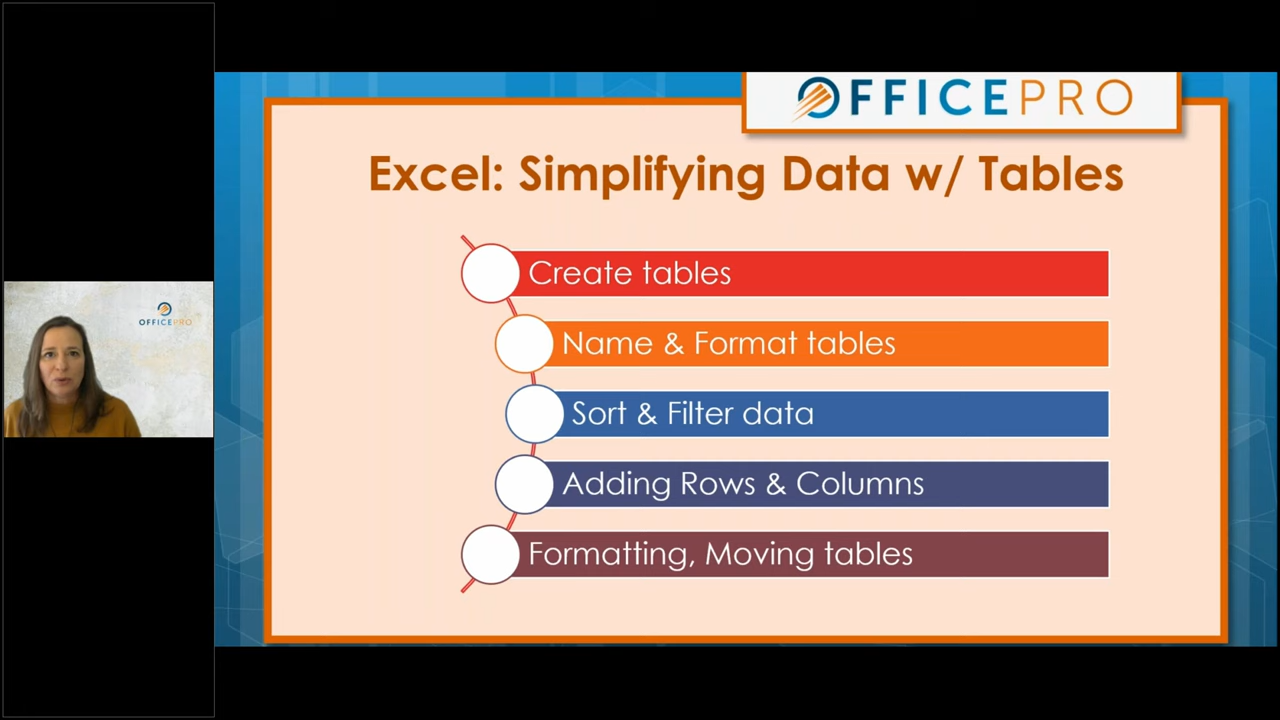 OFFICEPRO
Excel: Simplifying Data w/ Tables
Create tables
Name & Format tables
Sort & Filter data
Adding Rows & Columns
Formatting, Moving tables
OFFICEPRO